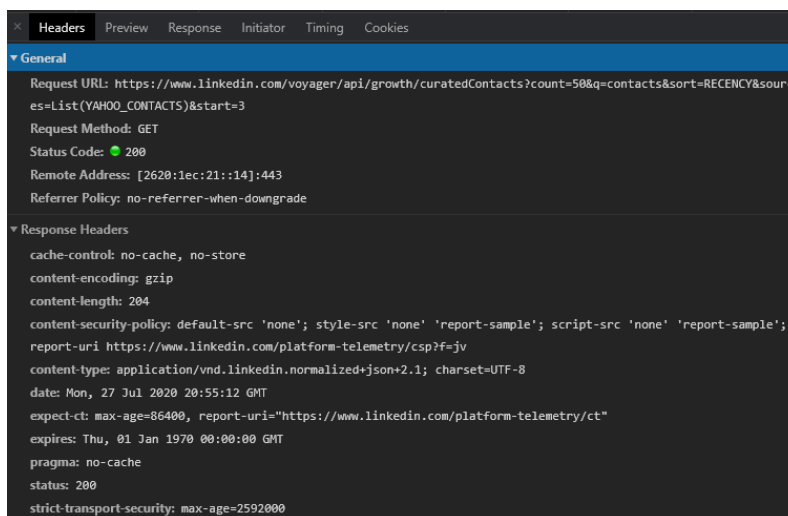 × Headers Preview Response Initiator Timing Cookies
▼ General
Request URL: https://www.linkedin.com/voyager/api/growth/curatedContacts?count=50&q=contacts&sort=RECENCY&sour
es=List(YAHOO_CONTACTS)&start=3
Request Method: GET
Status Code: 200
Remote Address: [2620:1ec:21::14]:443
Referrer Policy: no-referrer-when-downgrade
▼ Response Headers
cache-control: no-cache, no-store
content-encoding: gzip
content-length: 204
content-security-policy: default-src 'none'; style-src 'none' 'report-sample'; script-src 'none' 'report-sample';
report-uri https://www.linkedin.com/platform-telemetry/csp?f=jv
content-type: application/vnd.linkedin.normalized+json+2.1; charset=UTF-8
date: Mon, 27 Jul 2020 20:55:12 GMT
expect-ct: max-age=86400, report-uri="https://www.linkedin.com/platform-telemetry/ct"
expires: Thu, 01 Jan 1970 00:00:00 GMT
pragma: no-cache
status: 200
strict-transport-security: max-age=2592000